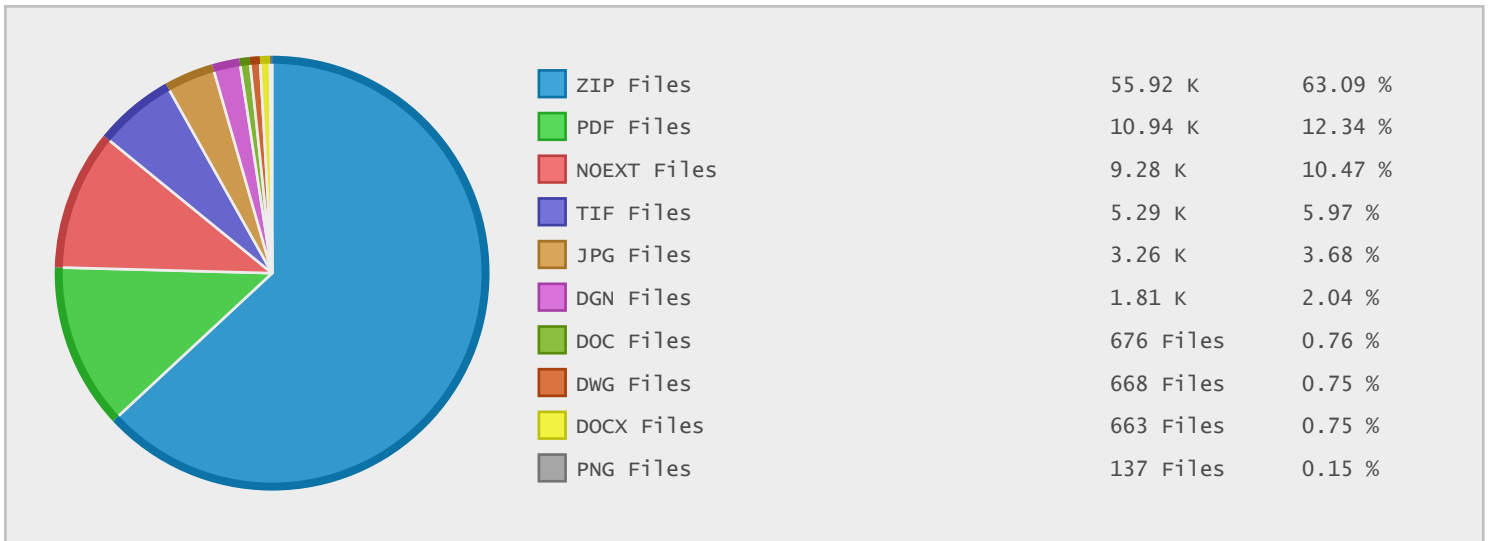 ZIP Files 55.92 K 63.09 %
PDF Files 10.94 K 12.34 %
NOEXT Files 9.28 K 10.47 %
TIF Files 5.29 K 5.97 %
JPG Files 3.26 K 3.68 %
DGN Files 1.81 K 2.04 %
DOC Files 676 Files 0.76 %
DWG Files 668 Files 0.75 %
DOCX Files 663 Files 0.75 %
PNG Files 137 Files 0.15 %